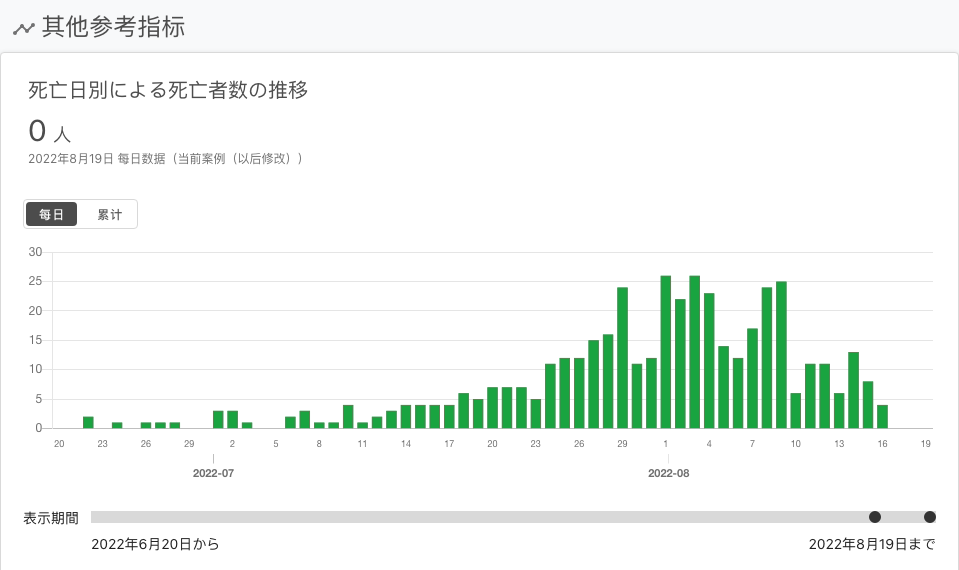 其他参考指标
死亡日別による死亡者数の推移
0 人
2022年8月19日 每日数据（当前案例（以后修改））
每日 累计
30
25
20
15
10
5
0
20 23 26 29 2 5 8 11 14 17 20 23 26 29 1 4 7 10 13 16 19
2022-07 2022-08
表示期間
2022年6月20日から 2022年8月19日まで